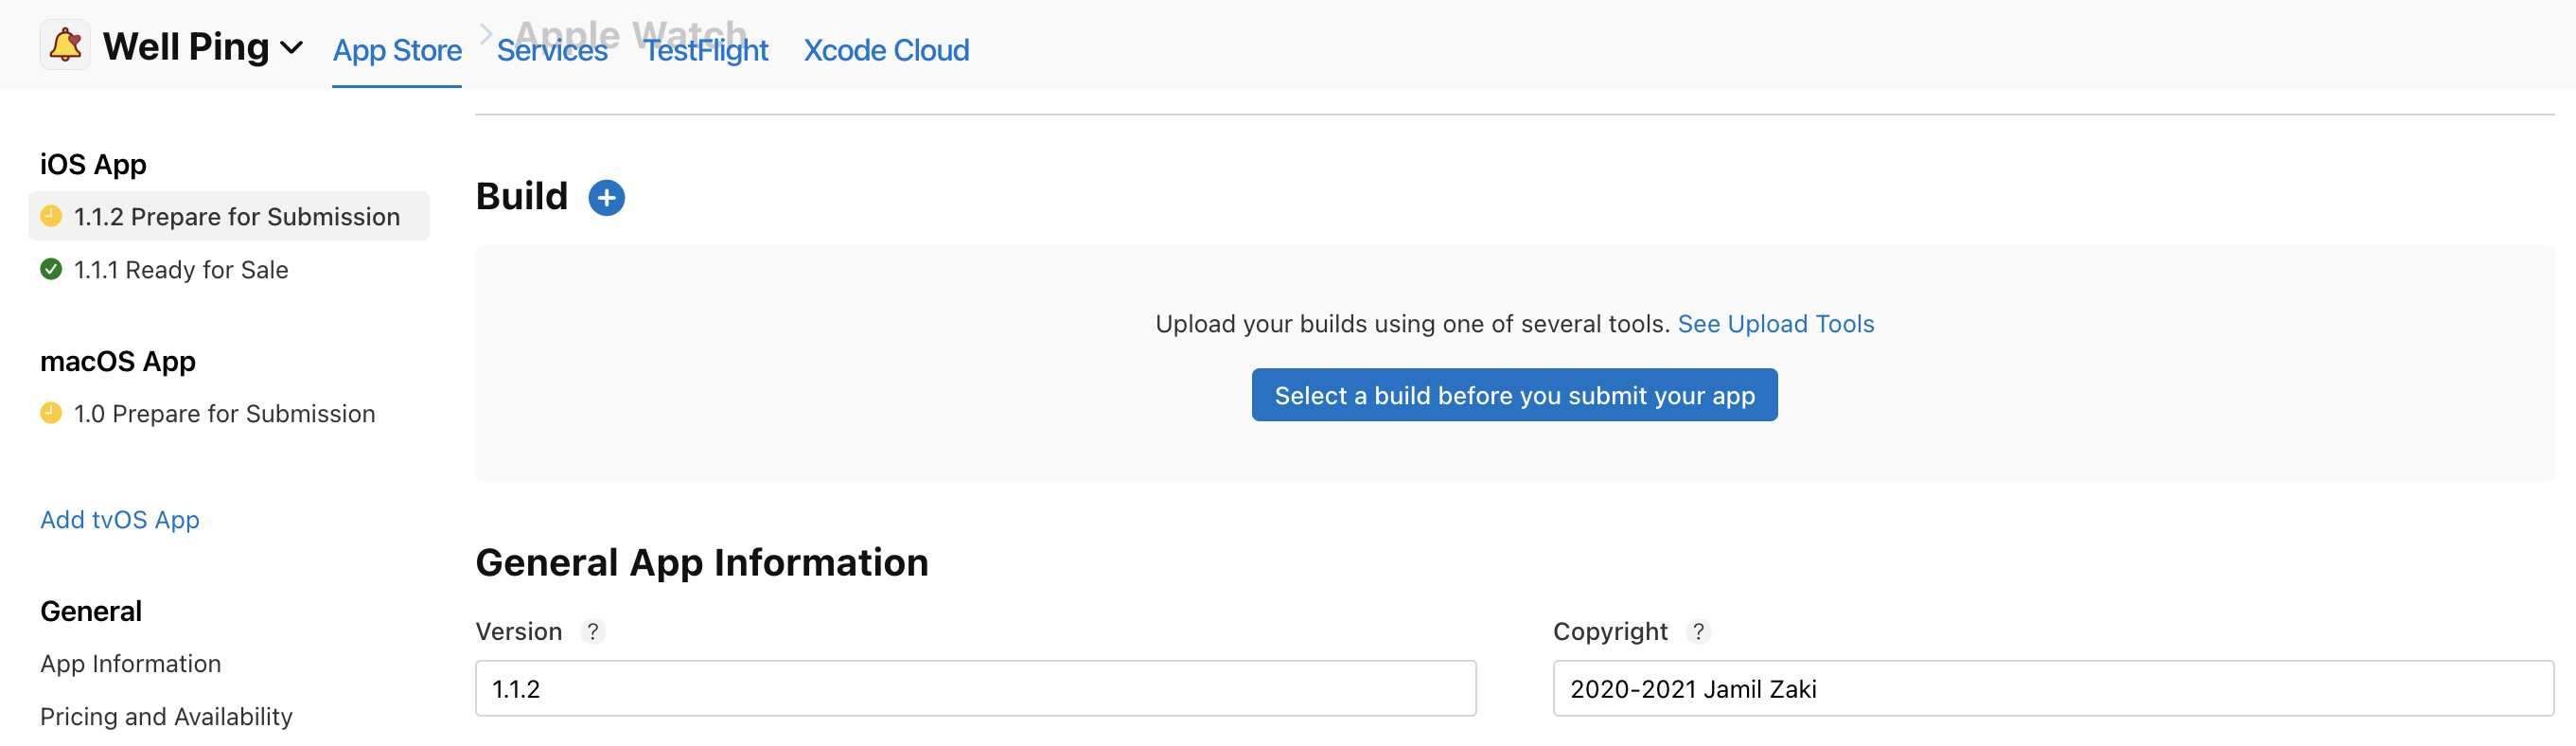 Well Ping
App Store
Services
TestFlight
Xcode Cloud
Apple Watch
iOS App
1.1.2 Prepare for Submission
1.1.1 Ready for Sale
macOS App
1.0 Prepare for Submission
Add tvOS App
General
App Information
Pricing and Availability
Build
Upload your builds using one of several tools. See Upload Tools
Select a build before you submit your app
General App Information
Version ?
1.1.2
Copyright ?
2020-2021 Jamil Zaki